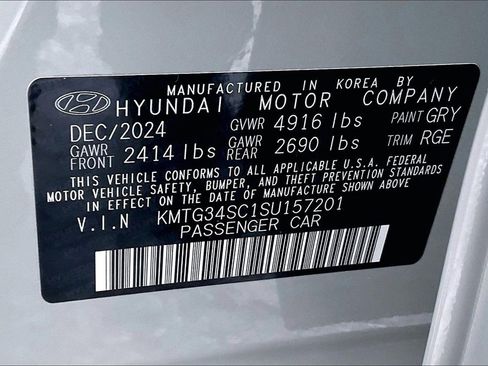 MANUFACTURED IN KOREA BY
HYUNDAI MOTOR COMPANY
DEC/2024 GVWR 4916 lbs PAINT GRY
GAWR FRONT 2414 lbs GAWR REAR 2690 lbs TRIM RGE
THIS VEHICLE CONFORMS TO ALL APPLICABLE U.S.A. FEDERAL
MOTOR VEHICLE SAFETY, BUMPER, AND THEFT PREVENTION STANDARDS
IN EFFECT ON THE DATE OF MANUFACTURE SHOWN ABOVE
V.I.N KMTG34SC1SU157201
PASSENGER CAR